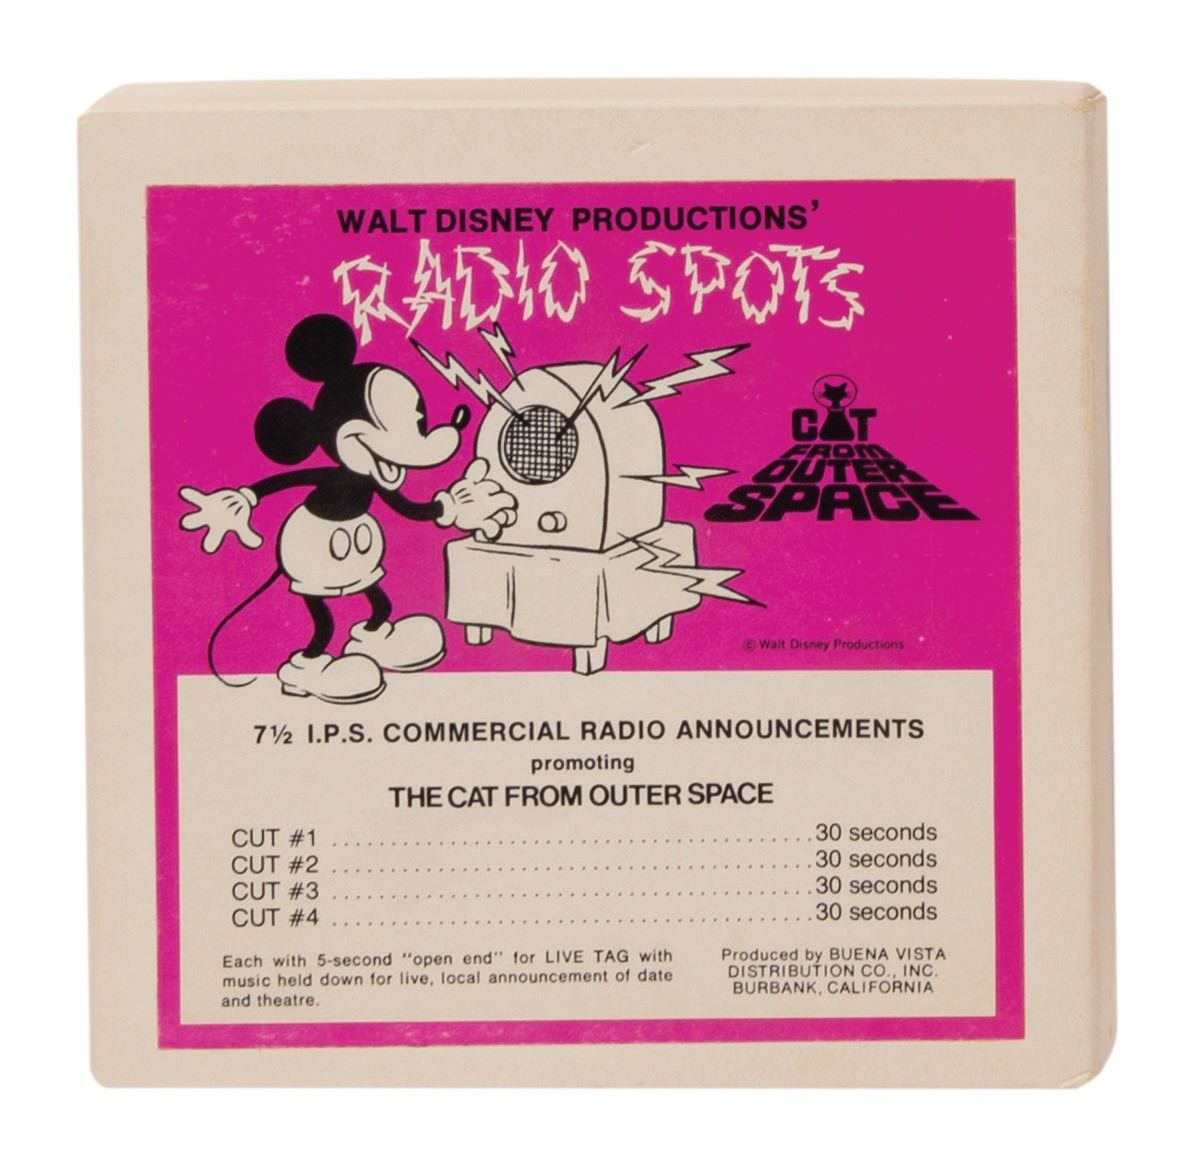 WALT DISNEY PRODUCTIONS'
RADIO SPOTS
CAT
FROM
OUTER
SPACE
© Walt Disney Productions
7½ I.P.S. COMMERCIAL RADIO ANNOUNCEMENTS
promoting
THE CAT FROM OUTER SPACE
CUT #1 ........................................................ 30 seconds
CUT #2 ........................................................ 30 seconds
CUT #3 ........................................................ 30 seconds
CUT #4 ........................................................ 30 seconds
Each with 5-second "open end" for LIVE TAG with
music held down for live, local announcement of date
and theatre.
Produced by BUENA VISTA
DISTRIBUTION CO., INC.
BURBANK, CALIFORNIA